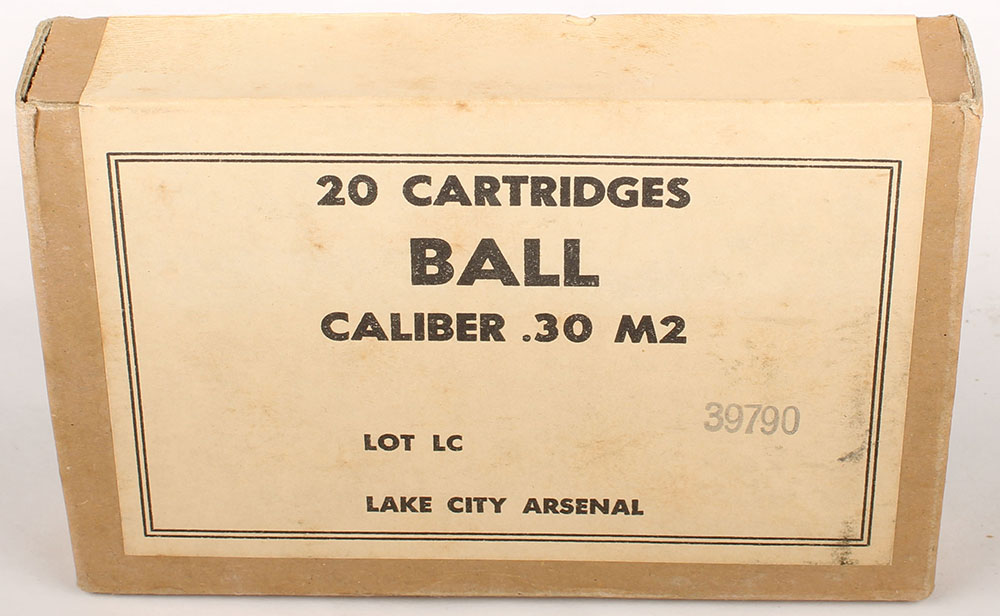 20 CARTRIDGES
BALL
CALIBER .30 M2
39790
LOT LC
LAKE CITY ARSENAL